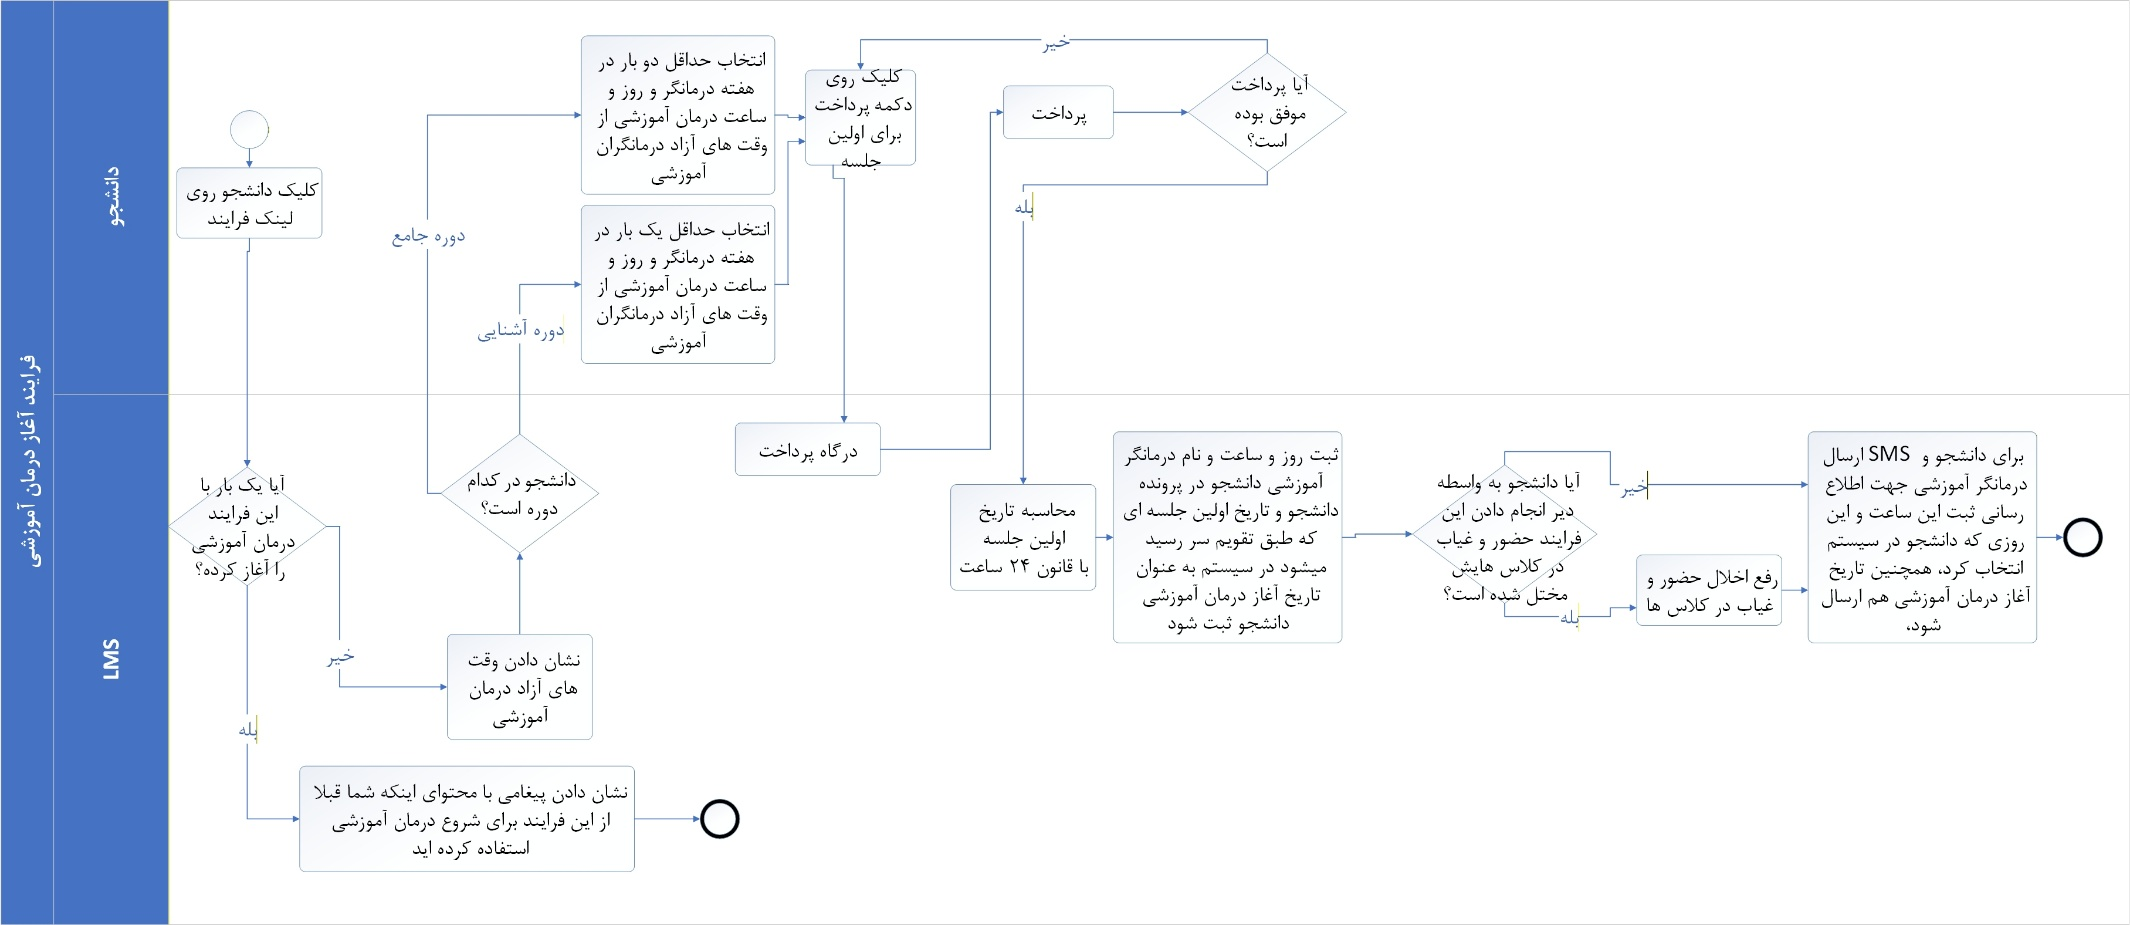 فرایند آغاز درمان آموزشی
دانشجو
LMS
کلیک دانشجو روی
لینک فرایند
آیا یک بار با
این فرایند
درمان آموزشی
را آغاز کرده؟
خیر
بله
نشان دادن پیغامی با محتوای اینکه شما قبلا
از این فرایند برای شروع درمان آموزشی
استفاده کرده اید
نشان دادن وقت
های آزاد درمان
آموزشی
دانشجو در کدام
دوره است؟
دوره جامع
دوره آشنایی
انتخاب حداقل دو بار در
هفته درمانگر و روز و
ساعت درمان آموزشی از
وقت های آزاد درمانگران
آموزشی
انتخاب حداقل یک بار در
هفته درمانگر و روز و
ساعت درمان آموزشی از
وقت های آزاد درمانگران
آموزشی
کلیک روی
دکمه پرداخت
برای اولین
جلسه
درگاه پرداخت
پرداخت
آیا پرداخت
موفق بوده
است؟
خیر
بله
محاسبه تاریخ
اولین جلسه
با قانون ۲۴ ساعت
ثبت روز و ساعت و نام درمانگر
آموزشی دانشجو در پرونده
دانشجو و تاریخ اولین جلسه ای
که طبق تقویم سر رسید
میشود در سیستم به عنوان
تاریخ آغاز درمان آموزشی
دانشجو ثبت شود
آیا دانشجو به واسطه
دیر انجام دادن این
فرایند حضور و غیاب
در کلاس هایش
مختل شده است؟
خیر
بله
رفع اخلال حضور و
غیاب در کلاس ها
برای دانشجو و SMS ارسال
درمانگر آموزشی جهت اطلاع
رسانی ثبت این ساعت و این
روزی که دانشجو در سیستم
انتخاب کرد، همچنین تاریخ
آغاز درمان آموزشی هم ارسال
شود،